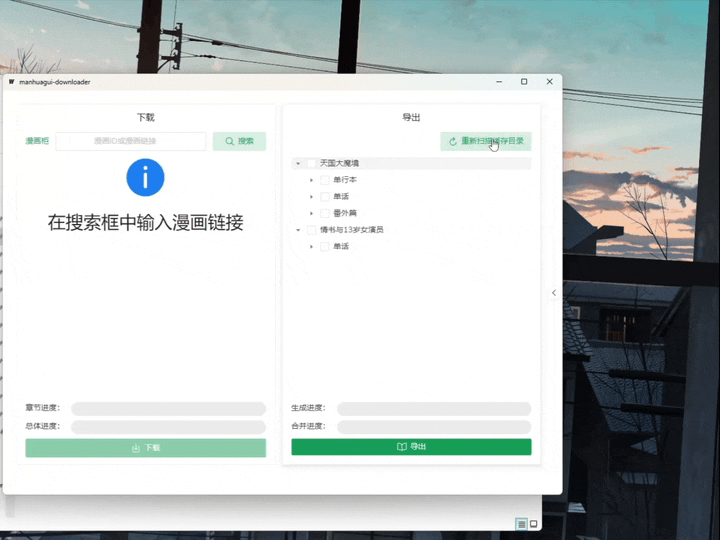 manhuagui-downloader
下载
漫画柜
漫画ID或漫画链接
搜索
在搜索框中输入漫画链接
章节进度:
总体进度:
下载
导出
重新扫描缓存目录
天国大魔境
单行本
单话
番外篇
情书与13岁女演员
单话
生成进度:
合并进度:
导出